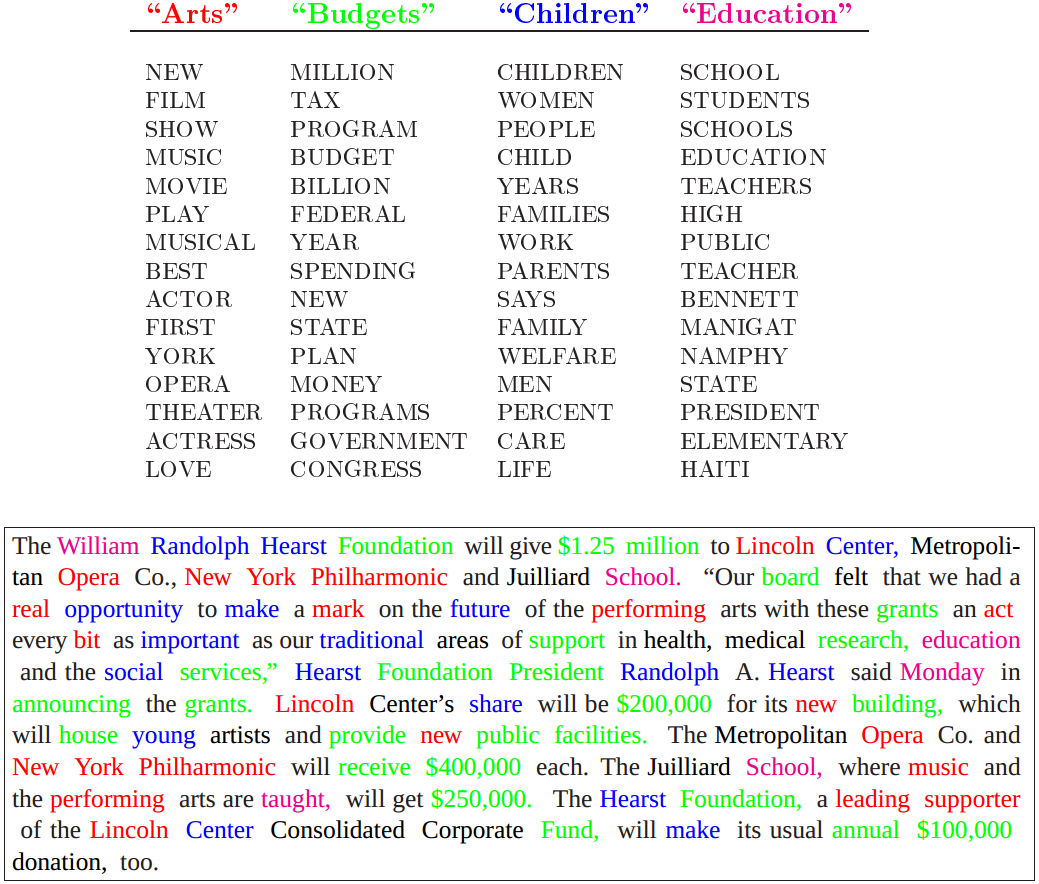 “Arts” “Budgets” “Children” “Education”
NEW MILLION CHILDREN SCHOOL
FILM TAX WOMEN STUDENTS
SHOW PROGRAM PEOPLE SCHOOLS
MUSIC BUDGET CHILD EDUCATION
MOVIE BILLION YEARS TEACHERS
PLAY FEDERAL FAMILIES HIGH
MUSICAL YEAR WORK PUBLIC
BEST SPENDING PARENTS TEACHER
ACTOR NEW SAYS BENNETT
FIRST STATE FAMILY MANIGAT
YORK PLAN WELFARE NAMPHY
OPERA MONEY MEN STATE
THEATER PROGRAMS PERCENT PRESIDENT
ACTRESS GOVERNMENT CARE ELEMENTARY
LOVE CONGRESS LIFE HAITI
The William Randolph Hearst Foundation will give $1.25 million to Lincoln Center, Metropoli-
tan Opera Co., New York Philharmonic and Juilliard School. “Our board felt that we had a
real opportunity to make a mark on the future of the performing arts with these grants an act
every bit as important as our traditional areas of support in health, medical research, education
and the social services,” Hearst Foundation President Randolph A. Hearst said Monday in
announcing the grants. Lincoln Center’s share will be $200,000 for its new building, which
will house young artists and provide new public facilities. The Metropolitan Opera Co. and
New York Philharmonic will receive $400,000 each. The Juilliard School, where music and
the performing arts are taught, will get $250,000. The Hearst Foundation, a leading supporter
of the Lincoln Center Consolidated Corporate Fund, will make its usual annual $100,000
donation, too.